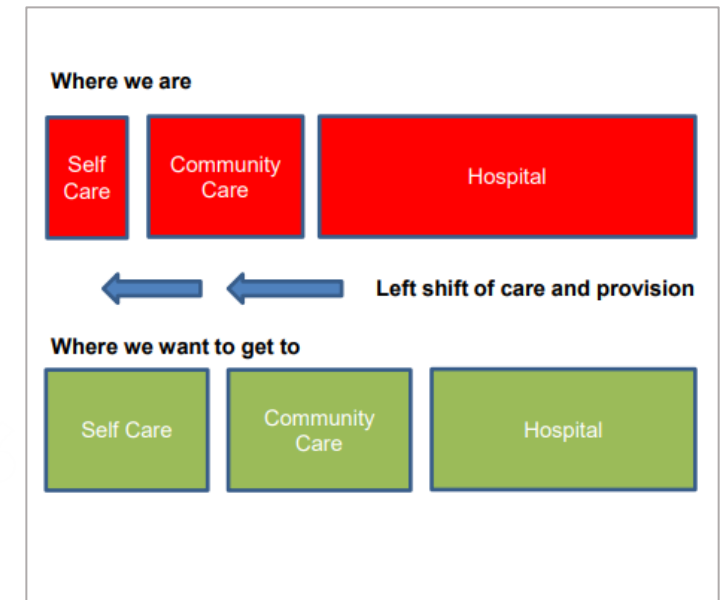 Where we are
Self
Care
Community
Care
Hospital
Left shift of care and provision
Where we want to get to
Self Care
Community
Care
Hospital